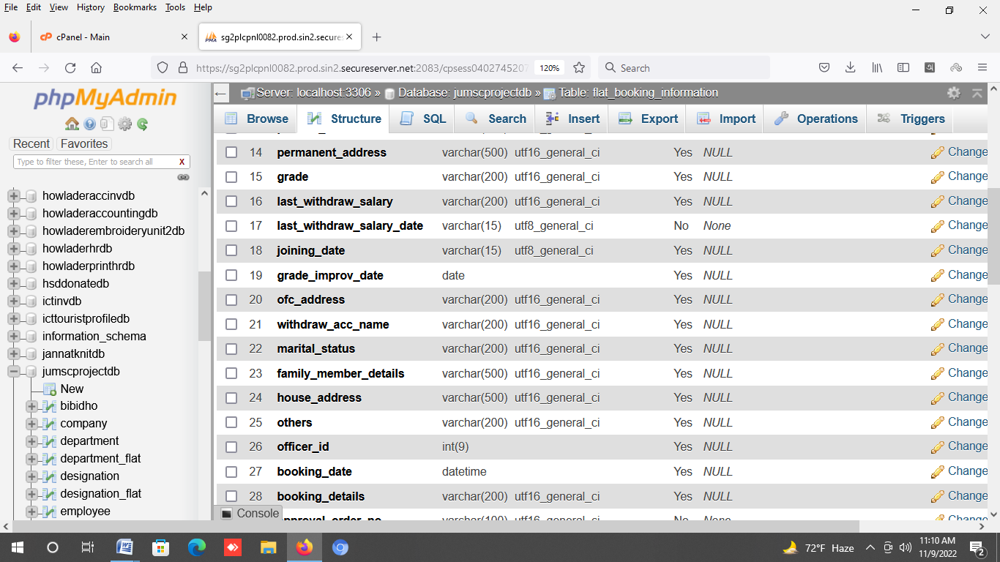 File Edit View History Bookmarks Tools Help
cPanel - Main
sg2plcpnl0082.prod.sin2.secures
https://sg2plcpnl0082.prod.sin2.secureserver.net:2083/cpsess0402745207
120%
Search
phpMyAdmin
Recent Favorites
Type to filter these, Enter to search all X
howladeraccinvdb
howladeraccountingdb
howladerembroideryunit2db
howladerhrdb
howladerprinthrdb
hsddonatedb
ictinvdb
icttouristprofiledb
information_schema
jannatknitdb
jumscprojectdb
New
bibidho
company
department
department_flat
designation
designation_flat
employee
Server: localhost:3306 » Database: jumscprojectdb » Table: flat_booking_information
Browse Structure SQL Search Insert Export Import Operations Triggers
14 permanent_address varchar(500) utf16_general_ci Yes NULL Change
15 grade varchar(200) utf16_general_ci Yes NULL Change
16 last_withdraw_salary varchar(200) utf16_general_ci Yes NULL Change
17 last_withdraw_salary_date varchar(15) utf8_general_ci No None Change
18 joining_date varchar(15) utf8_general_ci Yes NULL Change
19 grade_improv_date date Yes NULL Change
20 ofc_address varchar(200) utf16_general_ci Yes NULL Change
21 withdraw_acc_name varchar(200) utf16_general_ci Yes NULL Change
22 marital_status varchar(200) utf16_general_ci Yes NULL Change
23 family_member_details varchar(500) utf16_general_ci Yes NULL Change
24 house_address varchar(500) utf16_general_ci Yes NULL Change
25 others varchar(200) utf16_general_ci Yes NULL Change
26 officer_id int(9) Yes NULL Change
27 booking_date datetime Yes NULL Change
28 booking_details varchar(200) utf16_general_ci Yes NULL Change
Console
varchar(100) utf16_general_ci No None Change
72°F Haze
11:10 AM
11/9/2022
2